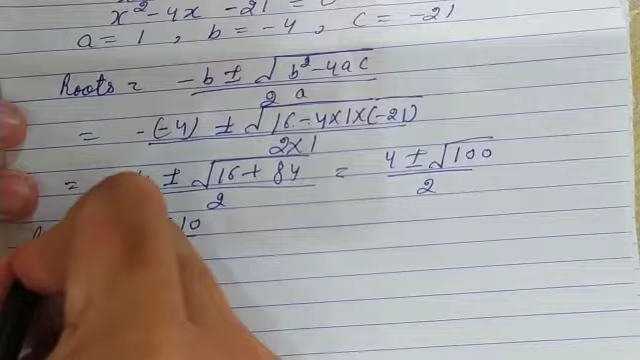 x² - 4x - 21 =
a = 1 , b = -4 , c = -21
Roots = -b ± √b² - 4ac / 2a
= -(-4) ± √16 - 4×1×(-21) / 2×1
= ± √16 + 84 / 2 = 4 ± √100 / 2
10